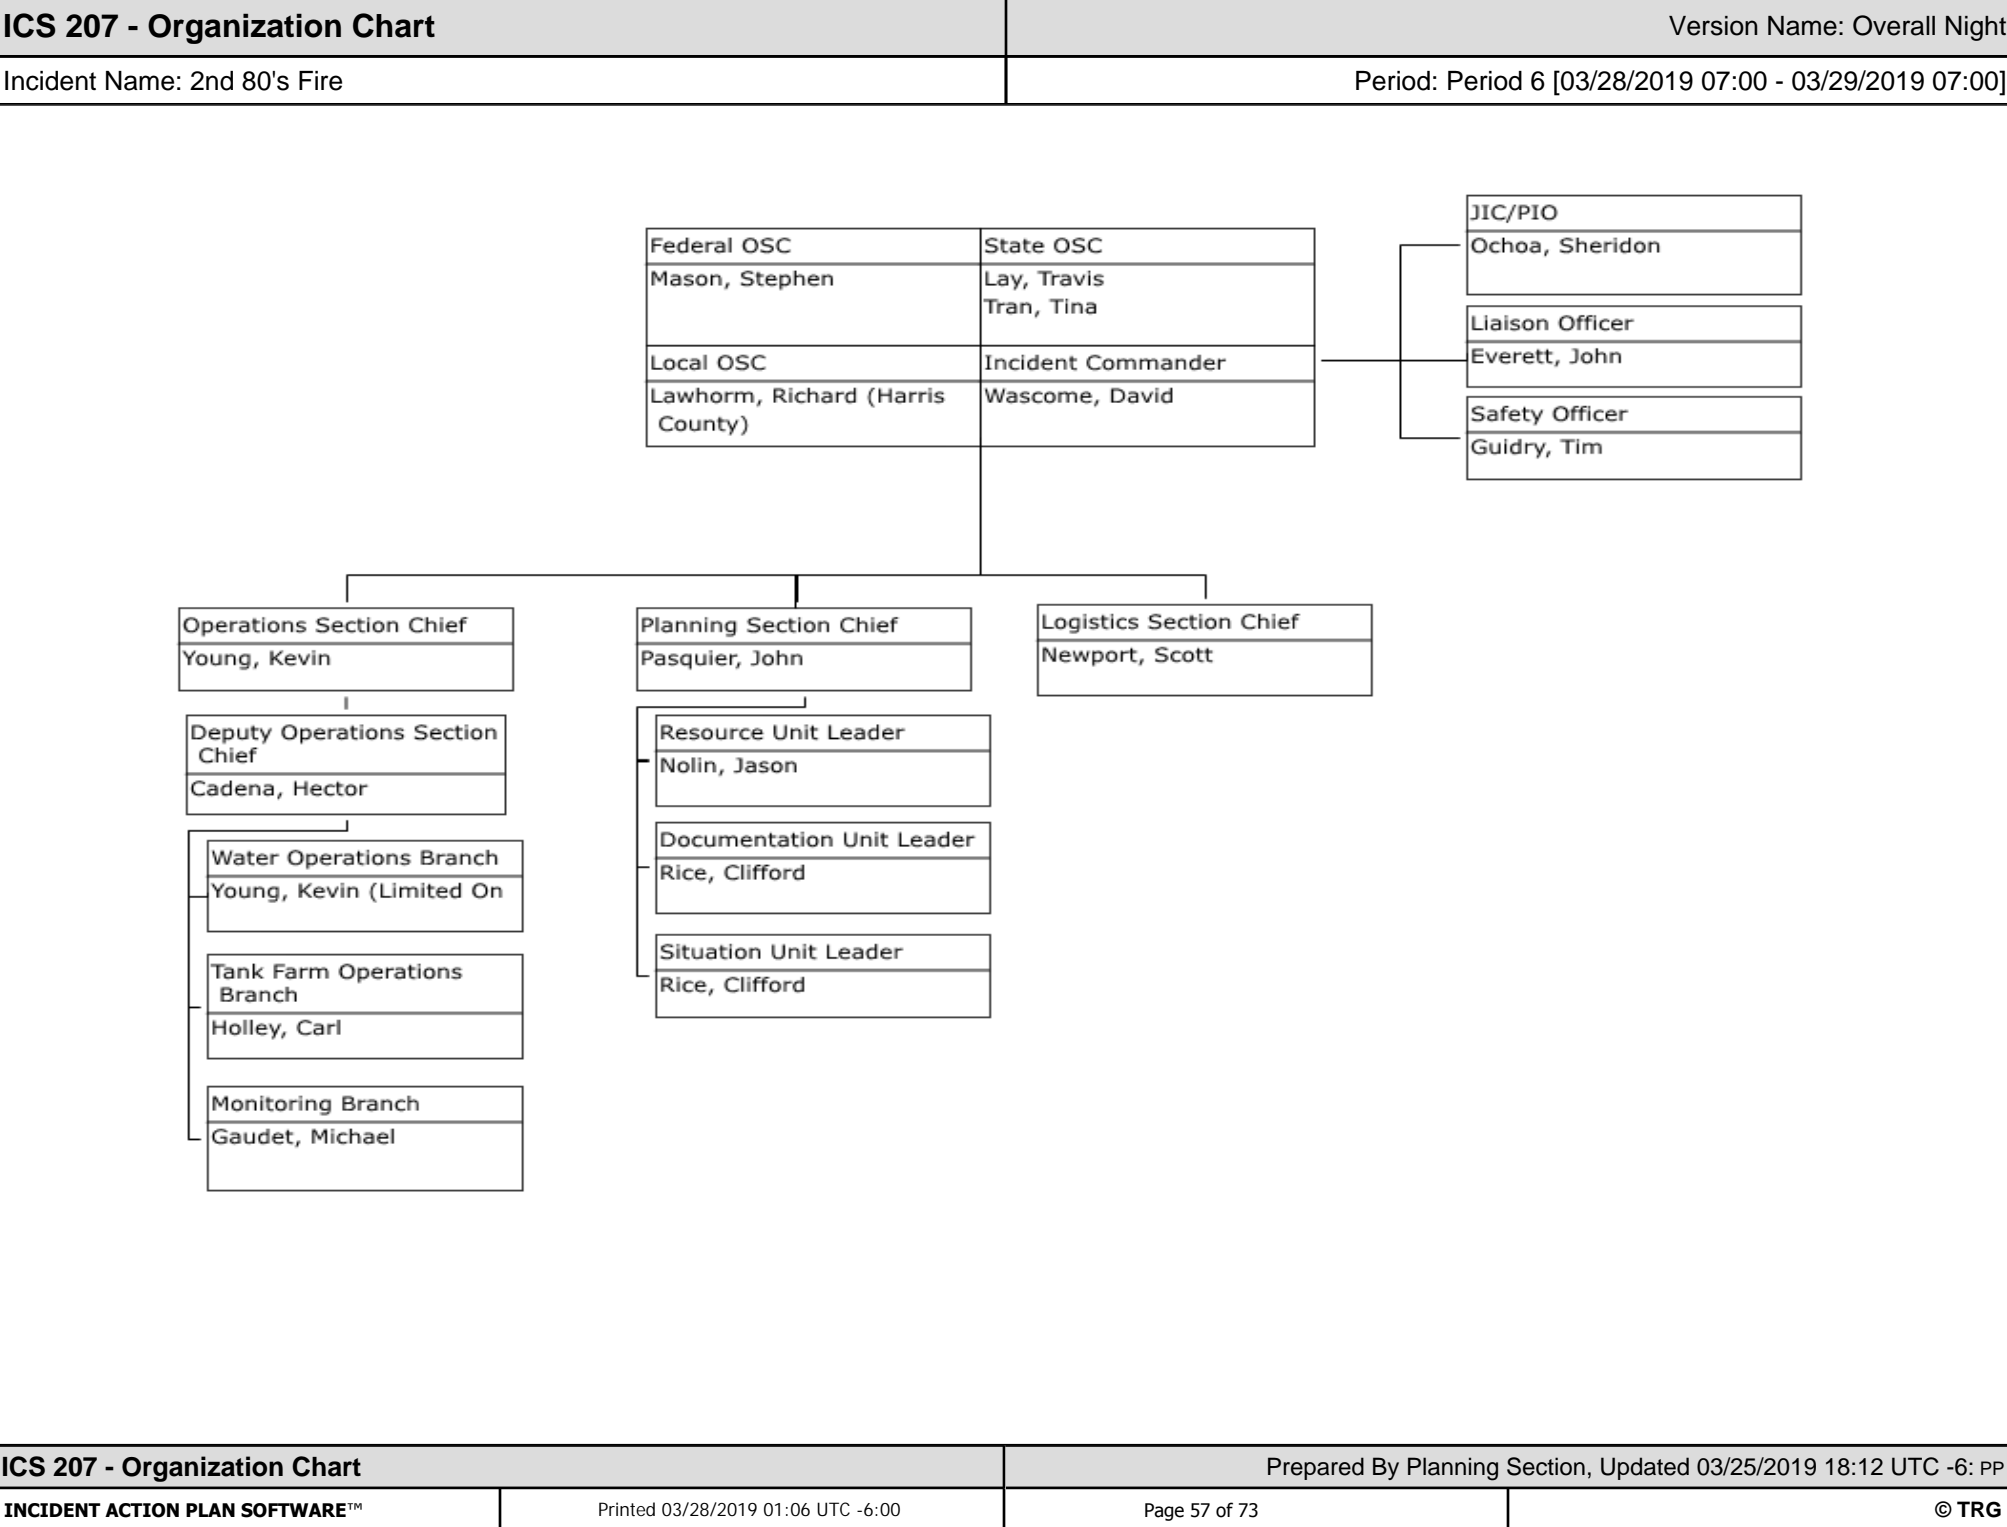 ICS 207 - Organization Chart
Version Name: Overall Night
Incident Name: 2nd 80's Fire
Period: Period 6 [03/28/2019 07:00 - 03/29/2019 07:00]
JIC/PIO
Ochoa, Sheridon
Federal OSC
Mason, Stephen
State OSC
Lay, Travis
Tran, Tina
Liaison Officer
Everett, John
Local OSC
Lawhorm, Richard (Harris
County)
Incident Commander
Wascome, David
Safety Officer
Guidry, Tim
Operations Section Chief
Young, Kevin
Planning Section Chief
Pasquier, John
Logistics Section Chief
Newport, Scott
Deputy Operations Section
Chief
Cadena, Hector
Water Operations Branch
Young, Kevin (Limited On
Tank Farm Operations
Branch
Holley, Carl
Monitoring Branch
Gaudet, Michael
Resource Unit Leader
Nolin, Jason
Documentation Unit Leader
Rice, Clifford
Situation Unit Leader
Rice, Clifford
ICS 207 - Organization Chart
Prepared By Planning Section, Updated 03/25/2019 18:12 UTC -6: PP
INCIDENT ACTION PLAN SOFTWARE™
Printed 03/28/2019 01:06 UTC -6:00
Page 57 of 73
© TRG